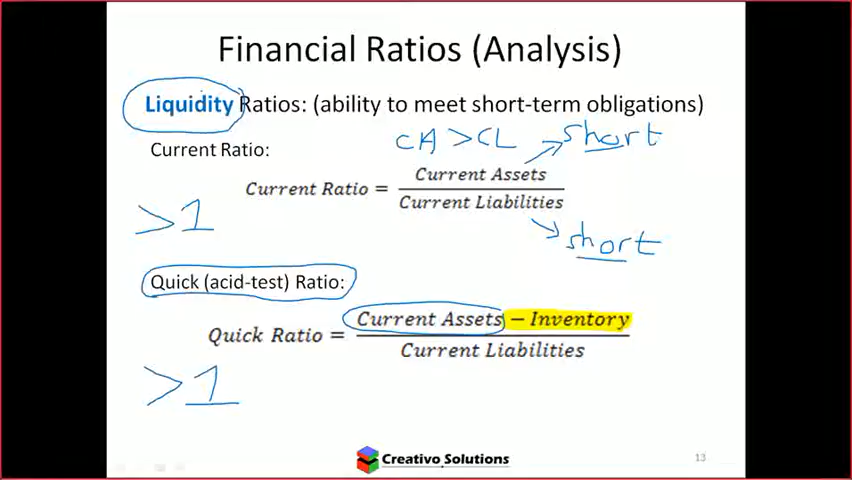 Financial Ratios (Analysis)
Liquidity Ratios: (ability to meet short-term obligations)
CA > CL
short
Current Ratio:
Current Ratio = Current Assets
Current Liabilities
>1
short
Quick (acid-test) Ratio:
Quick Ratio = Current Assets − Inventory
Current Liabilities
>1
Creativo Solutions
13